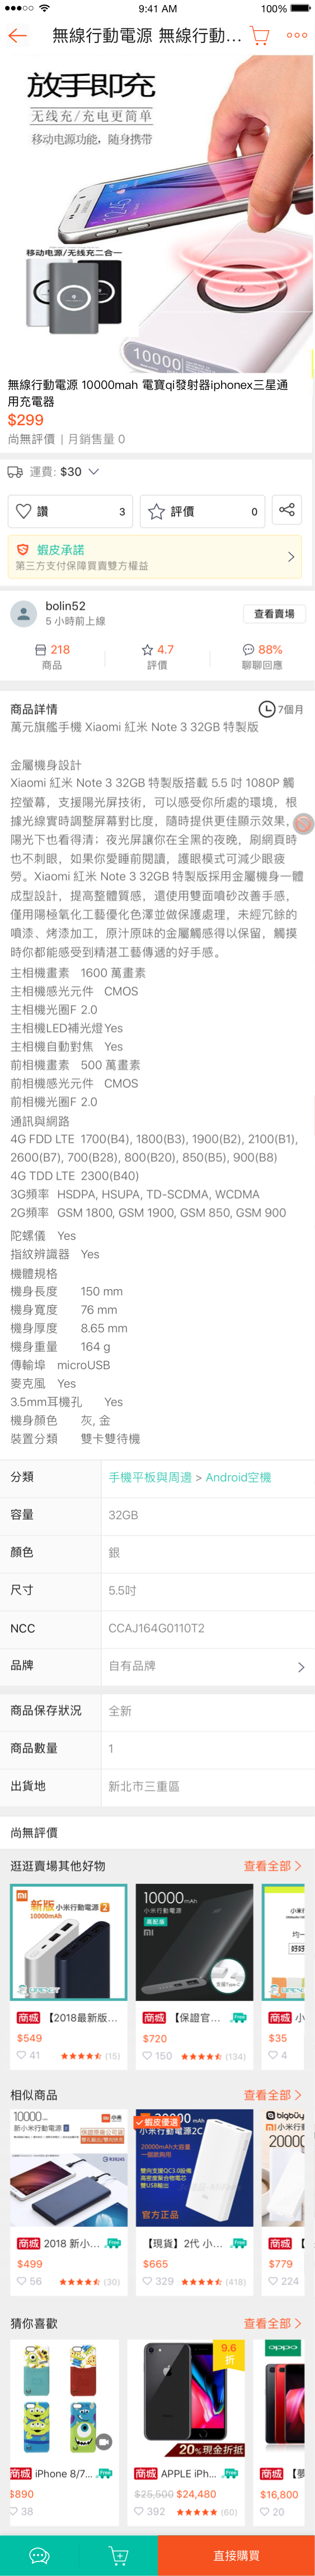 9:41 AM
100%
無線行動電源 無線行動...
放手即充
无线充/充电更简单
移动电源功能，随身携带
移动电源/无线充二合一
10000
無線行動電源 10000mah 電寶qi發射器iphonex三星通
用充電器
$299
尚無評價 | 月銷售量 0
運費: $30
讚 3
評價 0
蝦皮承諾
第三方支付保障買賣雙方權益
bolin52
5 小時前上線
查看賣場
218
商品
4.7
評價
88%
聊聊回應
商品詳情
7個月
萬元旗艦手機 Xiaomi 紅米 Note 3 32GB 特製版
金屬機身設計
Xiaomi 紅米 Note 3 32GB 特製版搭載 5.5 吋 1080P 觸
控螢幕，支援陽光屏技術，可以感受你所處的環境，根
據光線實時調整屏幕對比度，隨時提供更佳顯示效果，
陽光下也看得清；夜光屏讓你在全黑的夜晚，刷網頁時
也不刺眼，如果你愛睡前閱讀，護眼模式可減少眼疲
勞。Xiaomi 紅米 Note 3 32GB 特製版採用金屬機身一體
成型設計，提高整體質感，還使用雙面噴砂改善手感，
僅用陽極氧化工藝優化色澤並做保護處理，未經冗餘的
噴漆、烤漆加工，原汁原味的金屬觸感得以保留，觸摸
時你都能感受到精湛工藝傳遞的好手感。
主相機畫素 1600 萬畫素
主相機感光元件 CMOS
主相機光圈F 2.0
主相機LED補光燈 Yes
主相機自動對焦 Yes
前相機畫素 500 萬畫素
前相機感光元件 CMOS
前相機光圈F 2.0
通訊與網路
4G FDD LTE 1700(B4), 1800(B3), 1900(B2), 2100(B1),
2600(B7), 700(B28), 800(B20), 850(B5), 900(B8)
4G TDD LTE 2300(B40)
3G頻率 HSDPA, HSUPA, TD-SCDMA, WCDMA
2G頻率 GSM 1800, GSM 1900, GSM 850, GSM 900
陀螺儀 Yes
指紋辨識器 Yes
機體規格
機身長度 150 mm
機身寬度 76 mm
機身厚度 8.65 mm
機身重量 164 g
傳輸埠 microUSB
麥克風 Yes
3.5mm耳機孔 Yes
機身顏色 灰, 金
裝置分類 雙卡雙待機
分類 手機平板與周邊 > Android空機
容量 32GB
顏色 銀
尺寸 5.5吋
NCC CCAJ164G0110T2
品牌 自有品牌
商品保存狀況 全新
商品數量 1
出貨地 新北市三重區
尚無評價
逛逛賣場其他好物 查看全部
新版 小米行動電源 2
10000mAh
商城 【2018最新版...
$549
41 (15)
10000mAh
小米行動電源
高配版
商城 【保證官...
$720
150 (134)
商城 小
$35
4
相似商品 查看全部
10000
新小米行動電源
商城 2018 新小...
$499
56 (30)
蝦皮優選
20000mAh大容量
官方正品
【現貨】2代 小...
$665
329 (418)
bigbuy
商城
$779
224
猜你喜歡 查看全部
商城 iPhone 8/7...
$890
38
9.6
折
20%現金折抵
商城 APPLE iPh...
$25,500 $24,480
392 (60)
oppo
商城
$16,800
20
直接購買